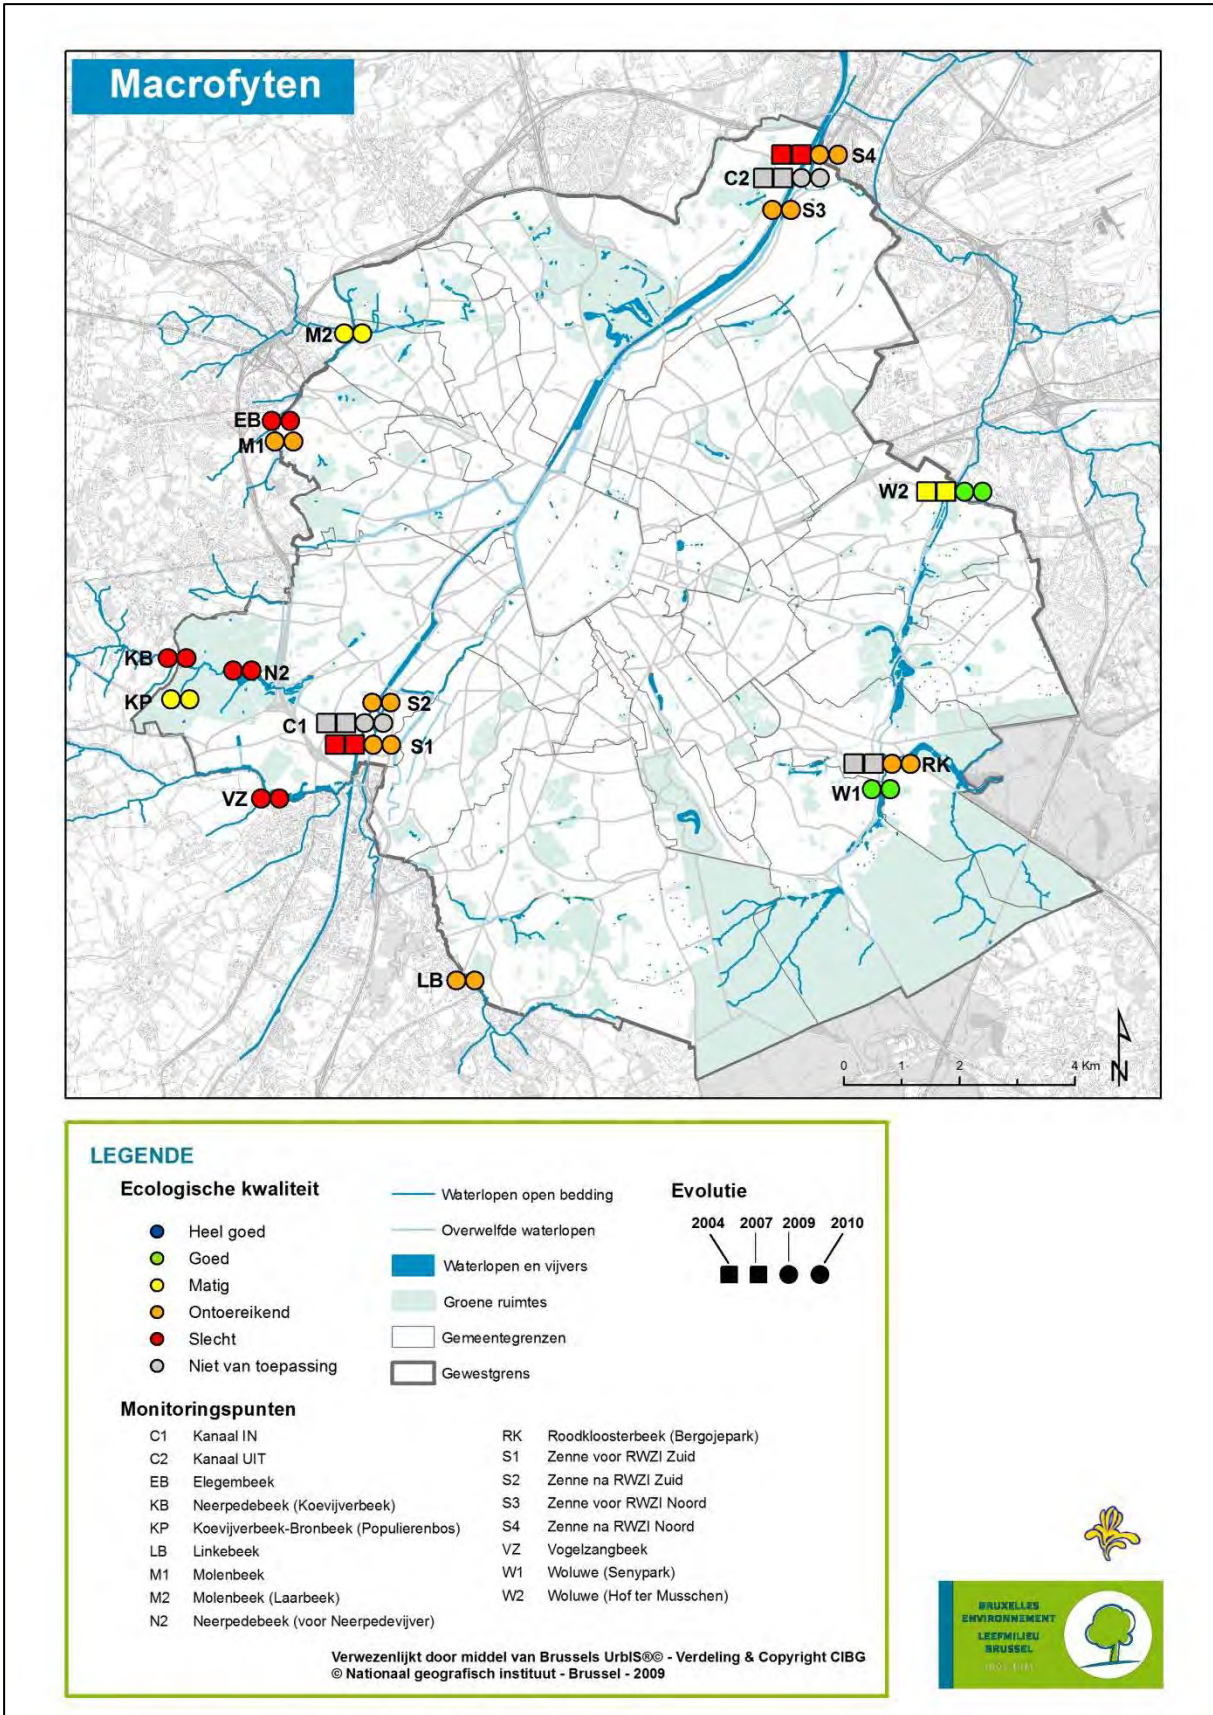 Macrofyten
S4
C2
S3
M2
EB
M1
W2
KB
N2
KP
S2
C1
S1
RK
VZ
W1
LB
0 1 2 4 Km
N
LEGENDE
Ecologische kwaliteit
Heel goed
Goed
Matig
Ontoereikend
Slecht
Niet van toepassing
Waterlopen open bedding
Overwelfde waterlopen
Waterlopen en vijvers
Groene ruimtes
Gemeentegrenzen
Gewestgrens
Evolutie
2004 2007 2009 2010
Monitoringspunten
C1 Kanaal IN
C2 Kanaal UIT
EB Elegembeek
KB Neerpedebeek (Koevijverbeek)
KP Koevijverbeek-Bronbeek (Populierenbos)
LB Linkebeek
M1 Molenbeek
M2 Molenbeek (Laarbeek)
N2 Neerpedebeek (voor Neerpedevijver)
RK Roodkloosterbeek (Bergojepark)
S1 Zenne voor RWZI Zuid
S2 Zenne na RWZI Zuid
S3 Zenne voor RWZI Noord
S4 Zenne na RWZI Noord
VZ Vogelzangbeek
W1 Woluwe (Senypark)
W2 Woluwe (Hof ter Musschen)
Verwezenlijkt door middel van Brussels UrbIS®© - Verdeling & Copyright CIBG
© Nationaal geografisch instituut - Brussel - 2009
BRUXELLES
ENVIRONNEMENT
LEEFMILIEU
BRUSSEL